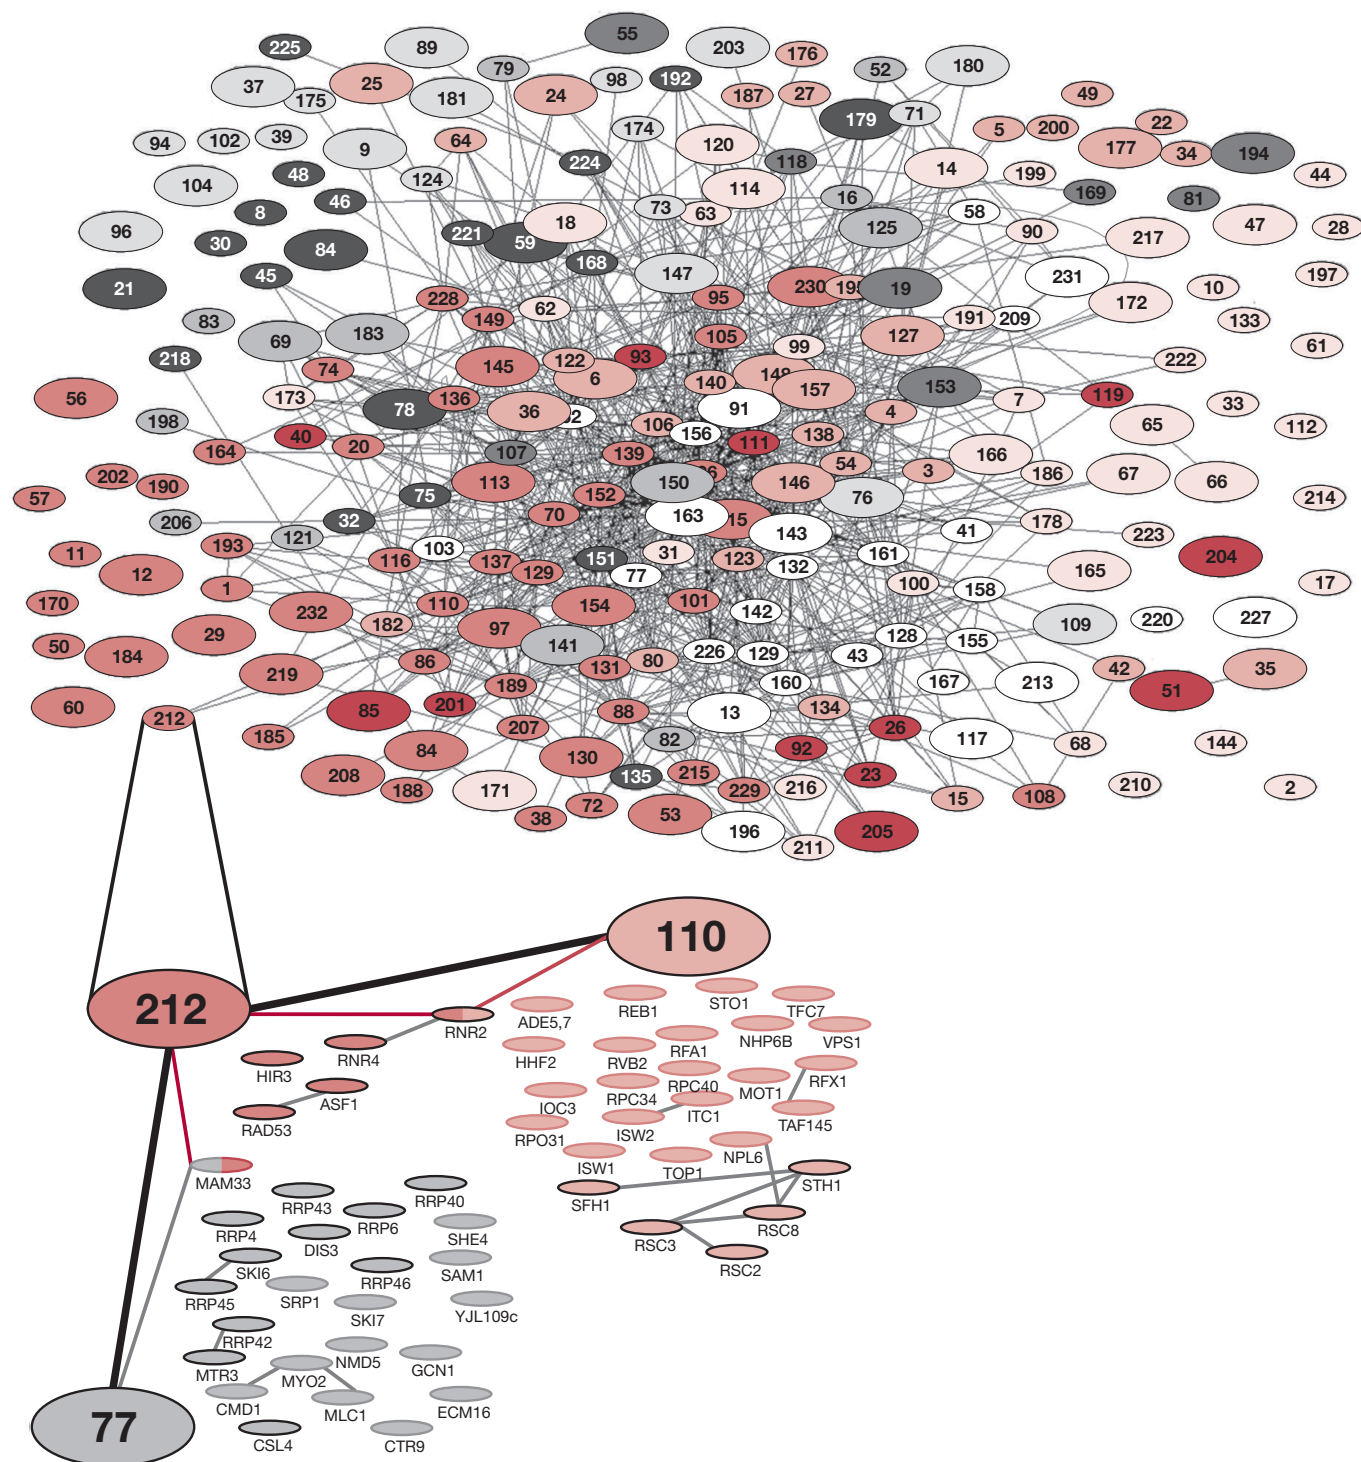 55
225 89 203 176
79 52 180
37 175 25 181 24 98 192 187 27 49
94 102 39 9 64 174 120 179 71 5 200 22
177 34 194
104 48 124 224 118 14 199 44
96 8 46 73 63 114 16 169 81
30 84 221 59 18 125 58 90 217 47 28
21 45 168 147 231 197
228 62 95 230 195 19 172 10
83 69 183 149 105 127 191 209 133
218 74 145 122 93 99 222 61
56 173 78 136 36 6 140 148 157 153 7 119 33
198 40 20 91 4 65 112
164 107 106 156 111 138 166
57 202 190 113 139 150 54 3 186 67 66 214
206 32 75 70 152 163 15 146 76 41 178 223
11 193 121 103 151 31 143 161 204
12 116 137 129 77 123 132 165 17
170 1 232 110 154 101 142 100 158 220 227
50 29 182 97 141 226 129 128 155 109
184 219 86 131 80 43 42 35
60 85 201 189 160 167 213 51
212 185 207 88 13 134 26 68 144
84 130 82 92 117
208 188 171 135 215 229 216 23 15 108 210 2
38 72 53 196 211 205
110
212
RNR2 ADE5,7 REB1 STO1 TFC7
HIR3 RNR4 HHF2 RVB2 RFA1 NHP6B VPS1
RAD53 ASF1 IOC3 RPC34 RPC40 MOT1 RFX1
RPO31 ISW2 ITC1 TAF145
ISW1 TOP1 NPL6
MAM33 SFH1 STH1
RRP43 RRP40 RSC3 RSC8
RRP4 DIS3 RRP6 SHE4 RSC2
SKI6 RRP46 SAM1
RRP45 SRP1 SKI7 YJL109c
RRP42 NMD5 GCN1
MTR3 MYO2
CMD1 MLC1 ECM16
77
CSL4 CTR9